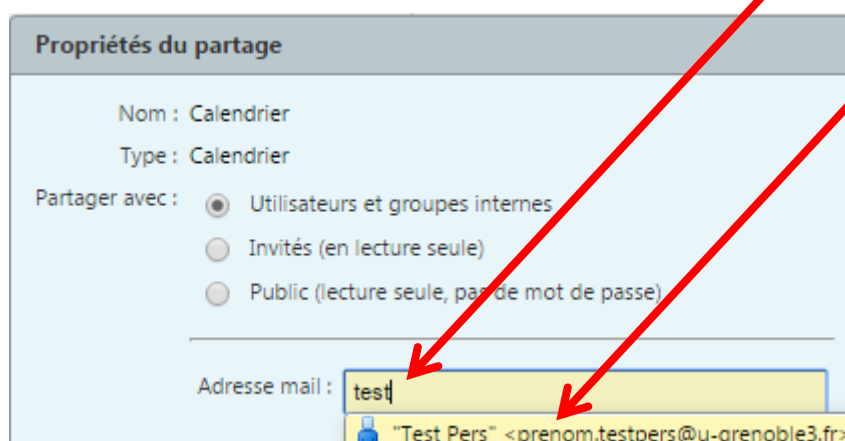 Propriétés du partage
Nom : Calendrier
Type : Calendrier
Partager avec : Utilisateurs et groupes internes
Invités (en lecture seule)
Public (lecture seule, pas de mot de passe)
Adresse mail : test
"Test Pers" <prenom.testpers@u-grenoble3.fr>